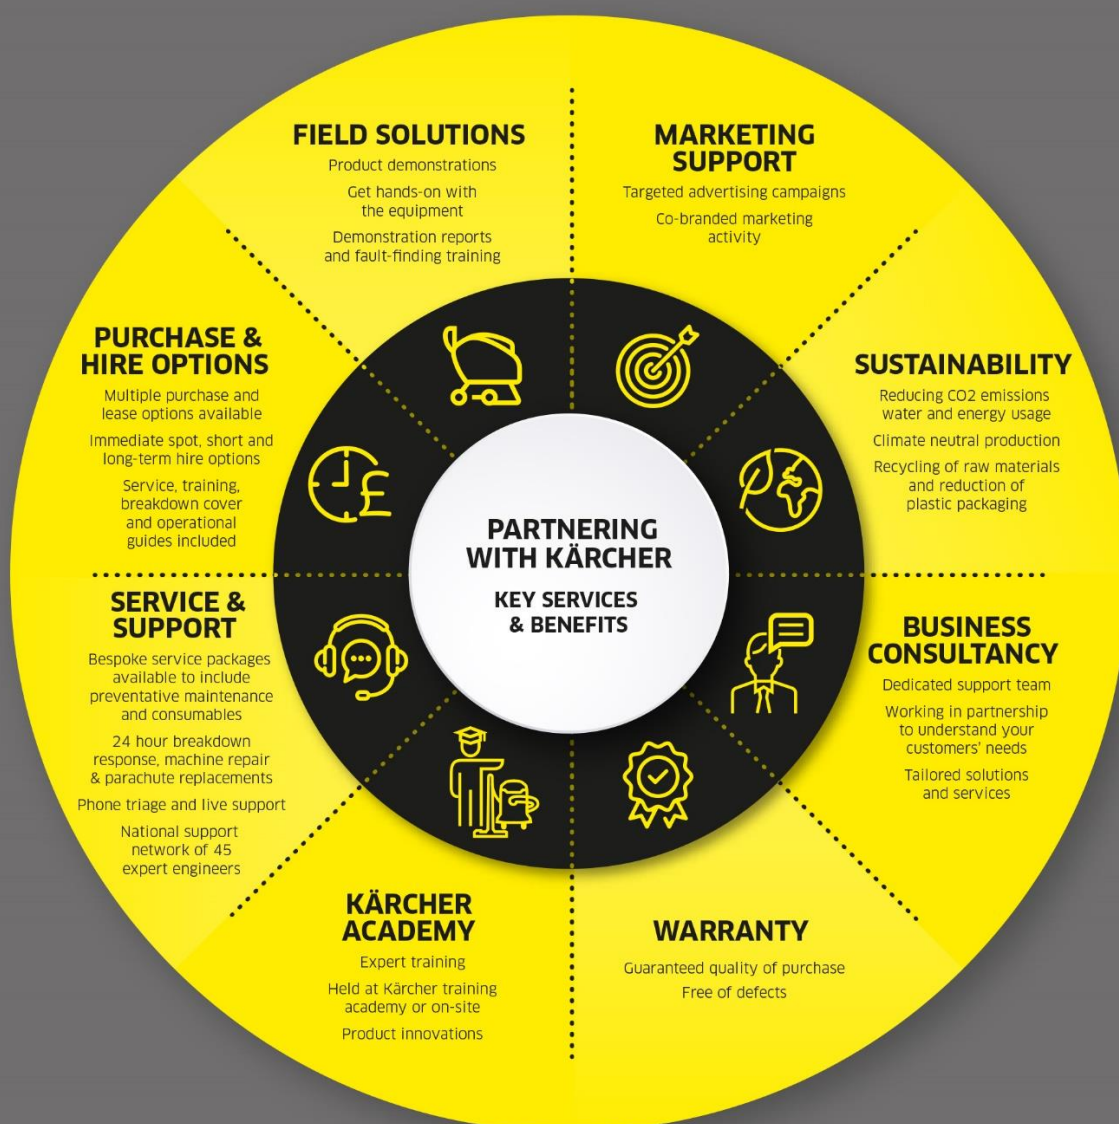 FIELD SOLUTIONS
Product demonstrations
Get hands-on with
the equipment
Demonstration reports
and fault-finding training
MARKETING
SUPPORT
Targeted advertising campaigns
Co-branded marketing
activity
SUSTAINABILITY
Reducing CO2 emissions
water and energy usage
Climate neutral production
Recycling of raw materials
and reduction of
plastic packaging
BUSINESS
CONSULTANCY
Dedicated support team
Working in partnership
to understand your
customers' needs
Tailored solutions
and services
WARRANTY
Guaranteed quality of purchase
Free of defects
KÄRCHER
ACADEMY
Expert training
Held at Kärcher training
academy or on-site
Product innovations
SERVICE &
SUPPORT
Bespoke service packages
available to include
preventative maintenance
and consumables
24 hour breakdown
response, machine repair
& parachute replacements
Phone triage and live support
National support
network of 45
expert engineers
PURCHASE &
HIRE OPTIONS
Multiple purchase and
lease options available
Immediate spot, short and
long-term hire options
Service, training,
breakdown cover
and operational
guides included
£
PARTNERING
WITH KÄRCHER
KEY SERVICES
& BENEFITS